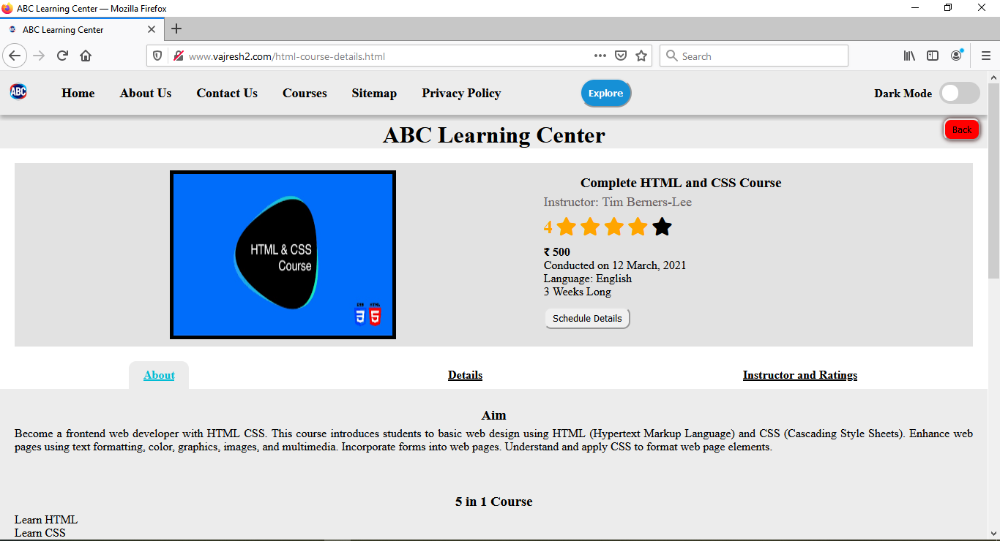 ABC Learning Center — Mozilla Firefox
ABC Learning Center
www.vajresh2.com/html-course-details.html
Search
ABC
Home
About Us
Contact Us
Courses
Sitemap
Privacy Policy
Explore
Dark Mode
ABC Learning Center
Back
HTML & CSS
Course
CSS
HTML
3
5
Complete HTML and CSS Course
Instructor: Tim Berners-Lee
4
₹ 500
Conducted on 12 March, 2021
Language: English
3 Weeks Long
Schedule Details
About
Details
Instructor and Ratings
Aim
Become a frontend web developer with HTML CSS. This course introduces students to basic web design using HTML (Hypertext Markup Language) and CSS (Cascading Style Sheets). Enhance web
pages using text formatting, color, graphics, images, and multimedia. Incorporate forms into web pages. Understand and apply CSS to format web page elements.
5 in 1 Course
Learn HTML
Learn CSS